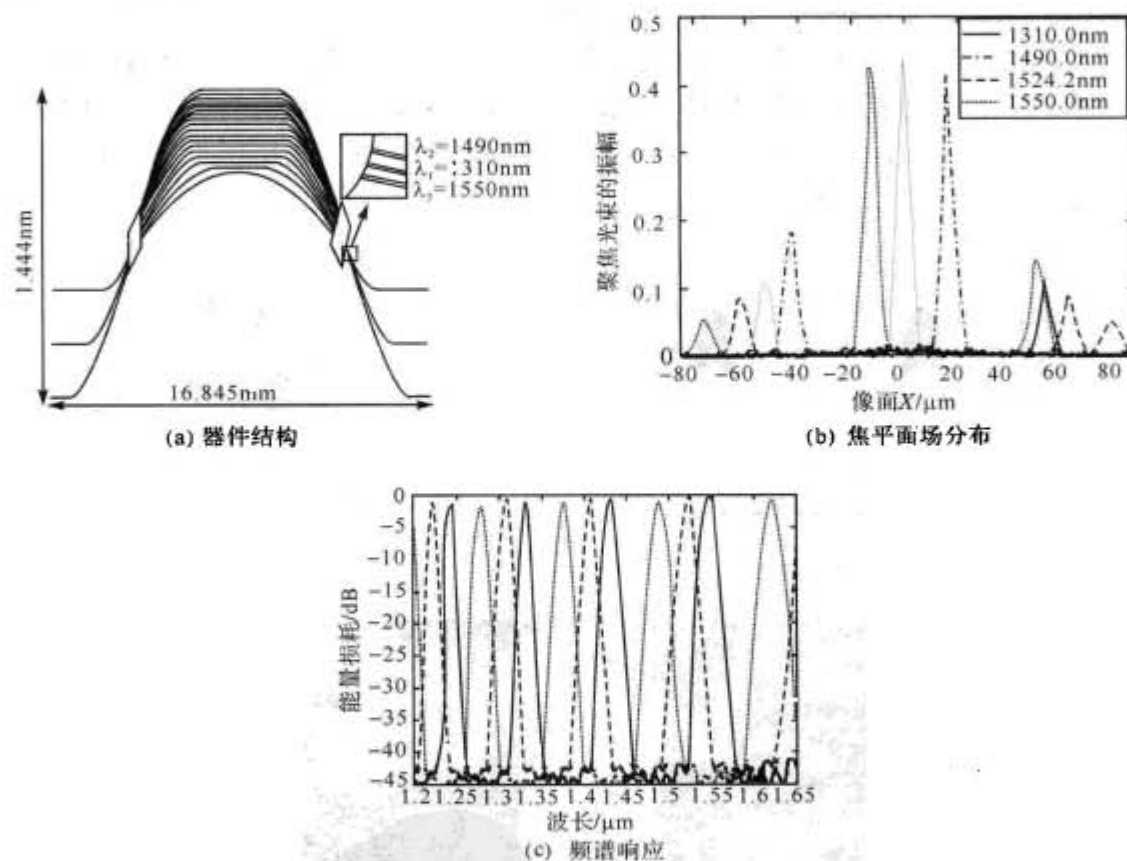 1.444nm
λ₂=1490nm
λ₁=1310nm
λ₃=1550nm
16.845mm
(a) 器件结构
0.5
0.4
0.3
0.2
0.1
0
聚焦光束的振幅
1310.0nm
1490.0nm
1524.2nm
1550.0nm
-80 -60 -40 -20 0 20 40 60 80
像面X/μm
(b) 焦平面场分布
0
-5
-10
-15
-20
-25
-30
-35
-40
-45
能量损耗/dB
1.2 1.25 1.3 1.35 1.4 1.45 1.5 1.55 1.6 1.65
波长/μm
(c) 频谱响应